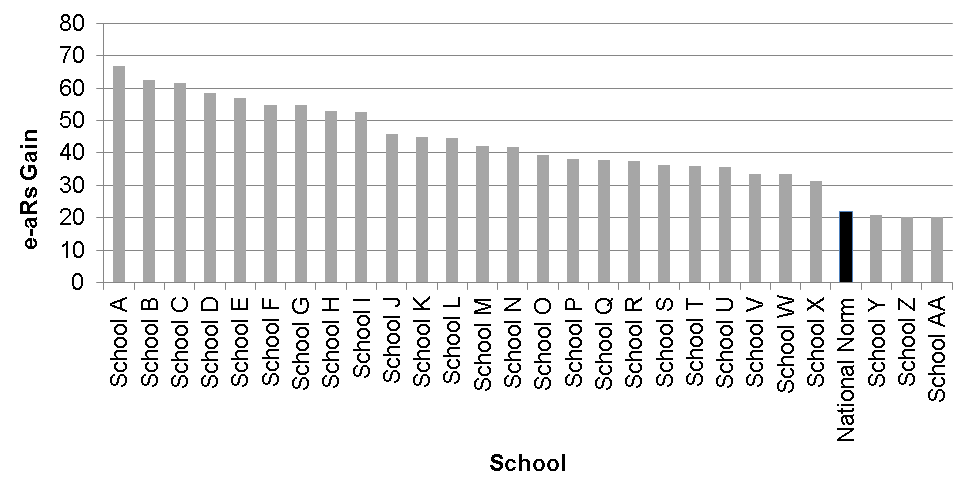 80
70
60
50
40
30
20
10
0
e-aRs Gain
School A
School B
School C
School D
School E
School F
School G
School H
School I
School J
School K
School L
School M
School N
School O
School P
School Q
School R
School S
School T
School U
School V
School W
School X
National Norm
School Y
School Z
School AA
School